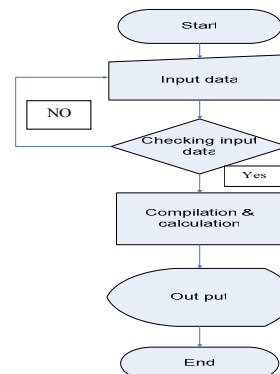 Start
Input data
NO
Checking input
data
Yes
Compilation &
calculation
Out put
End